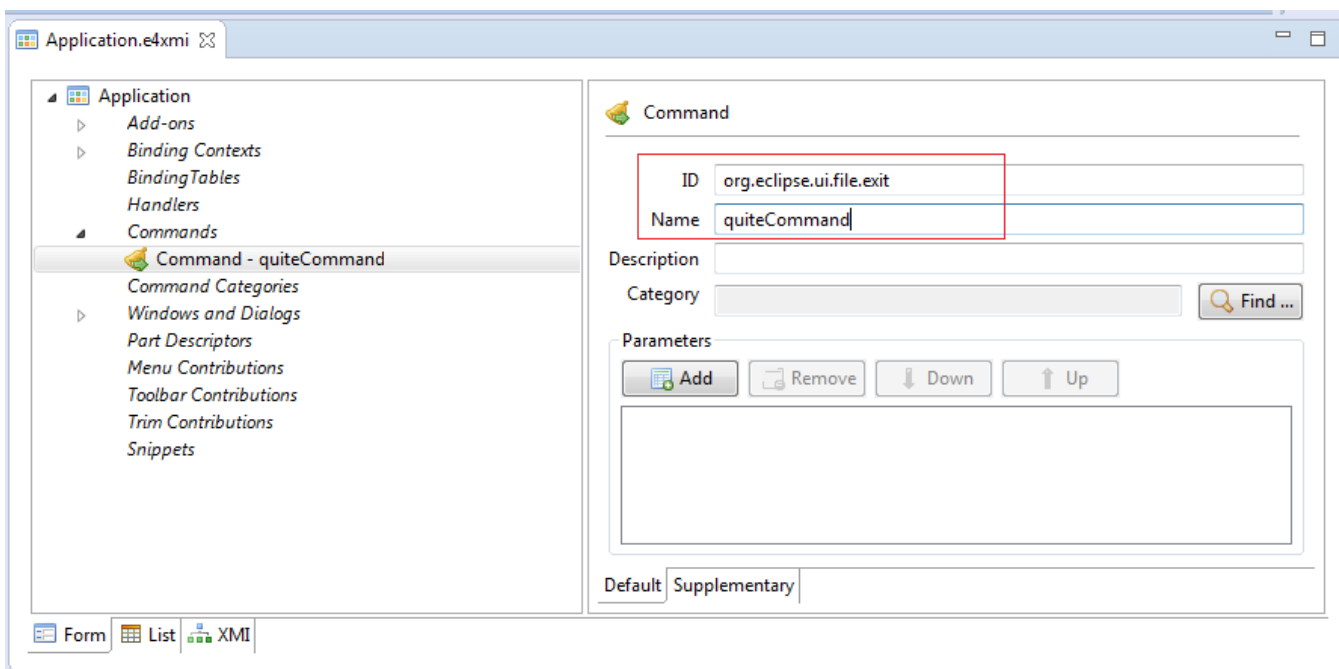 Application.e4xmi
Application
Add-ons
Binding Contexts
BindingTables
Handlers
Commands
Command - quiteCommand
Command Categories
Windows and Dialogs
Part Descriptors
Menu Contributions
Toolbar Contributions
Trim Contributions
Snippets
Command
ID org.eclipse.ui.file.exit
Name quiteCommand
Description
Category Find ...
Parameters
Add Remove Down Up
Default Supplementary
Form List XMI